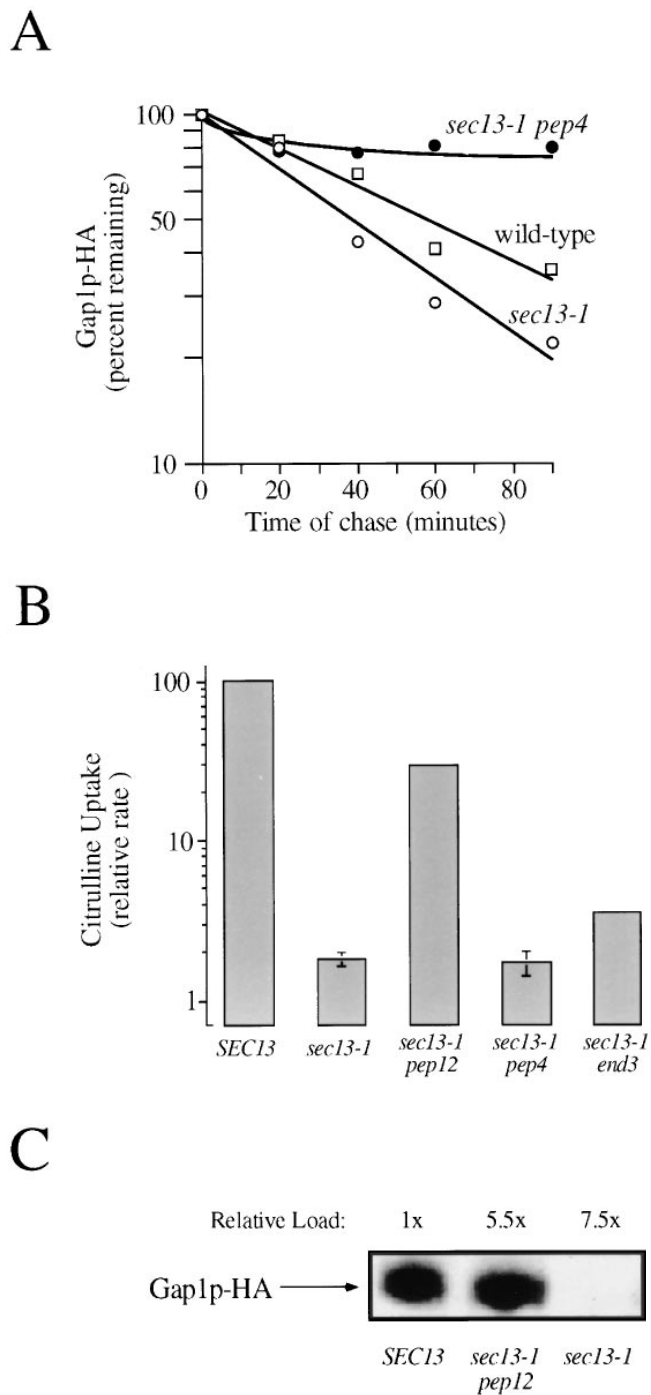 A
100
50
10
Gap1p-HA
(percent remaining)
sec13-1 pep4
wild-type
sec13-1
0 20 40 60 80
Time of chase (minutes)
B
100
10
1
Citrulline Uptake
(relative rate)
SEC13 sec13-1 sec13-1 pep12 sec13-1 pep4 sec13-1 end3
C
Relative Load: 1x 5.5x 7.5x
Gap1p-HA
SEC13 sec13-1 pep12 sec13-1